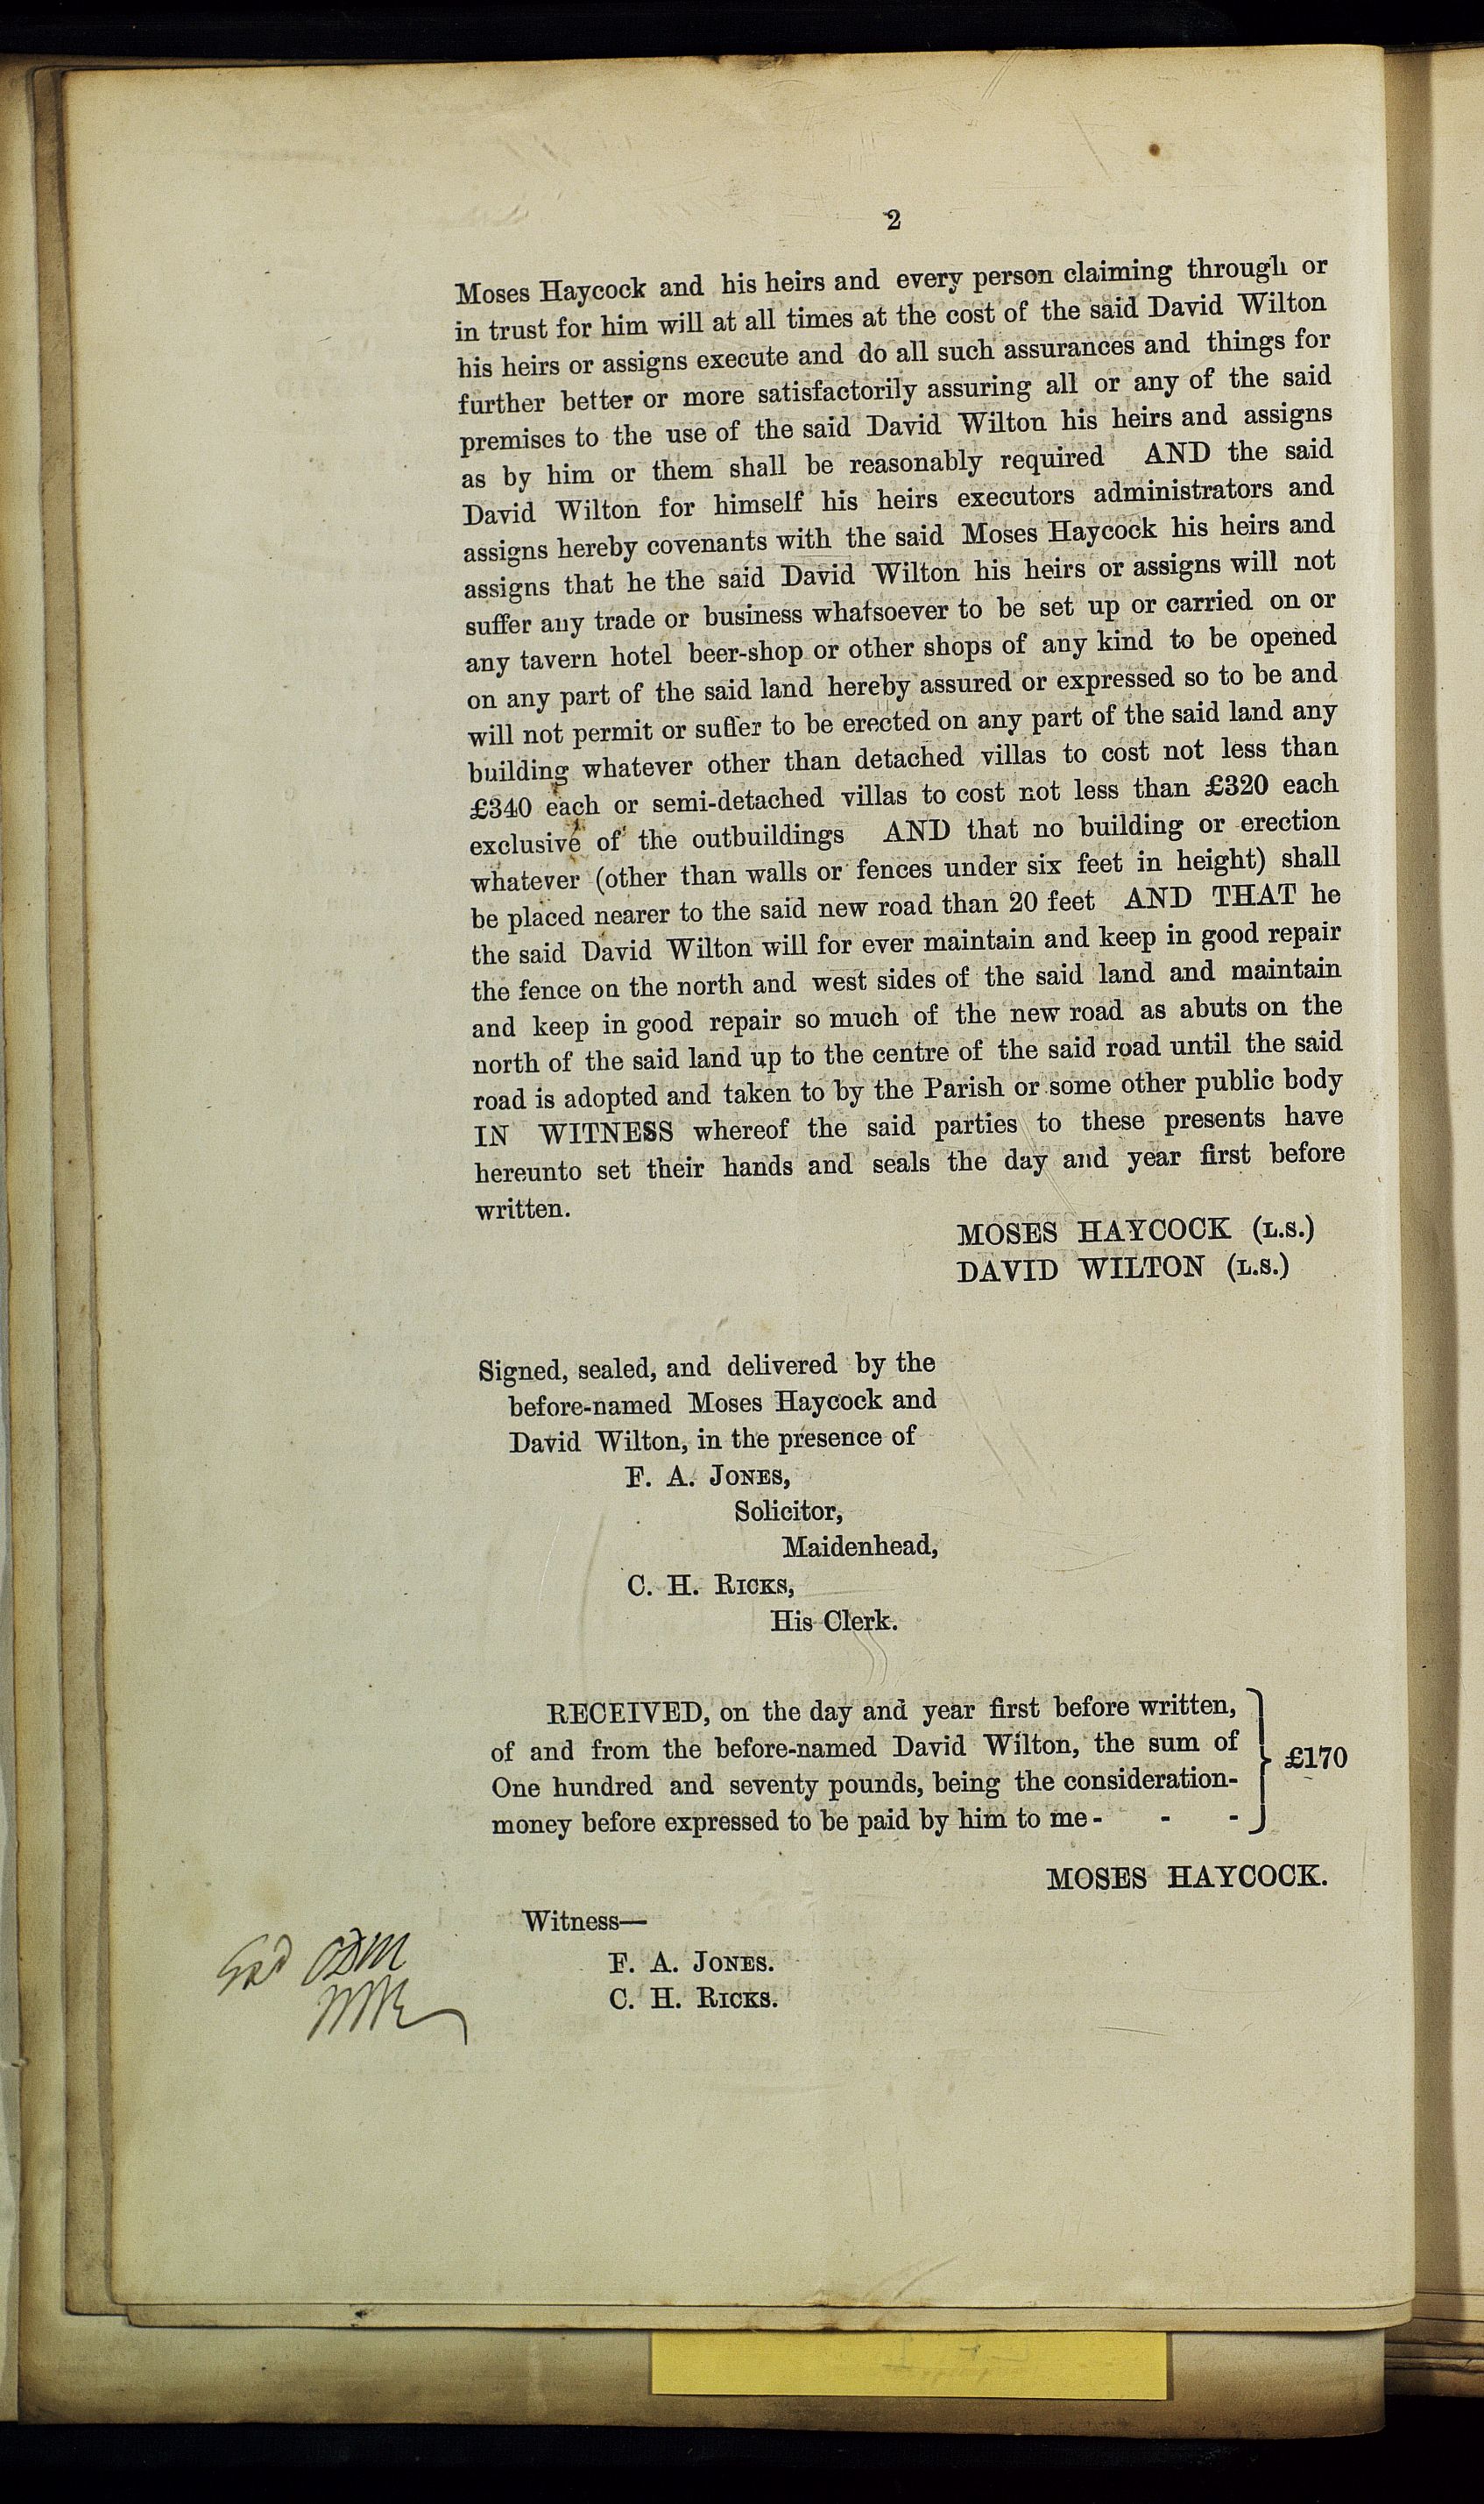 2
Moses Haycock and his heirs and every person claiming through or
in trust for him will at all times at the cost of the said David Wilton
his heirs or assigns execute and do all such assurances and things for
further better or more satisfactorily assuring all or any of the said
premises to the use of the said David Wilton his heirs and assigns
as by him or them shall be reasonably required AND the said
David Wilton for himself his heirs executors administrators and
assigns hereby covenants with the said Moses Haycock his heirs and
assigns that he the said David Wilton his heirs or assigns will not
suffer any trade or business whatsoever to be set up or carried on or
any tavern hotel beer-shop or other shops of any kind to be opened
on any part of the said land hereby assured or expressed so to be and
will not permit or suffer to be erected on any part of the said land any
building whatever other than detached villas to cost not less than
£340 each or semi-detached villas to cost not less than £320 each
exclusive of the outbuildings AND that no building or erection
whatever (other than walls or fences under six feet in height) shall
be placed nearer to the said new road than 20 feet AND THAT he
the said David Wilton will for ever maintain and keep in good repair
the fence on the north and west sides of the said land and maintain
and keep in good repair so much of the new road as abuts on the
north of the said land up to the centre of the said road until the said
road is adopted and taken to by the Parish or some other public body
IN WITNESS whereof the said parties to these presents have
hereunto set their hands and seals the day and year first before
written.
MOSES HAYCOCK (L.S.)
DAVID WILTON (L.S.)
Signed, sealed, and delivered by the
before-named Moses Haycock and
David Wilton, in the presence of
F. A. JONES,
Solicitor,
Maidenhead,
C. H. RICKS,
His Clerk.
RECEIVED, on the day and year first before written,
of and from the before-named David Wilton, the sum of
One hundred and seventy pounds, being the consideration-
money before expressed to be paid by him to me - - -
£170
MOSES HAYCOCK.
Witness—
F. A. JONES.
C. H. RICKS.